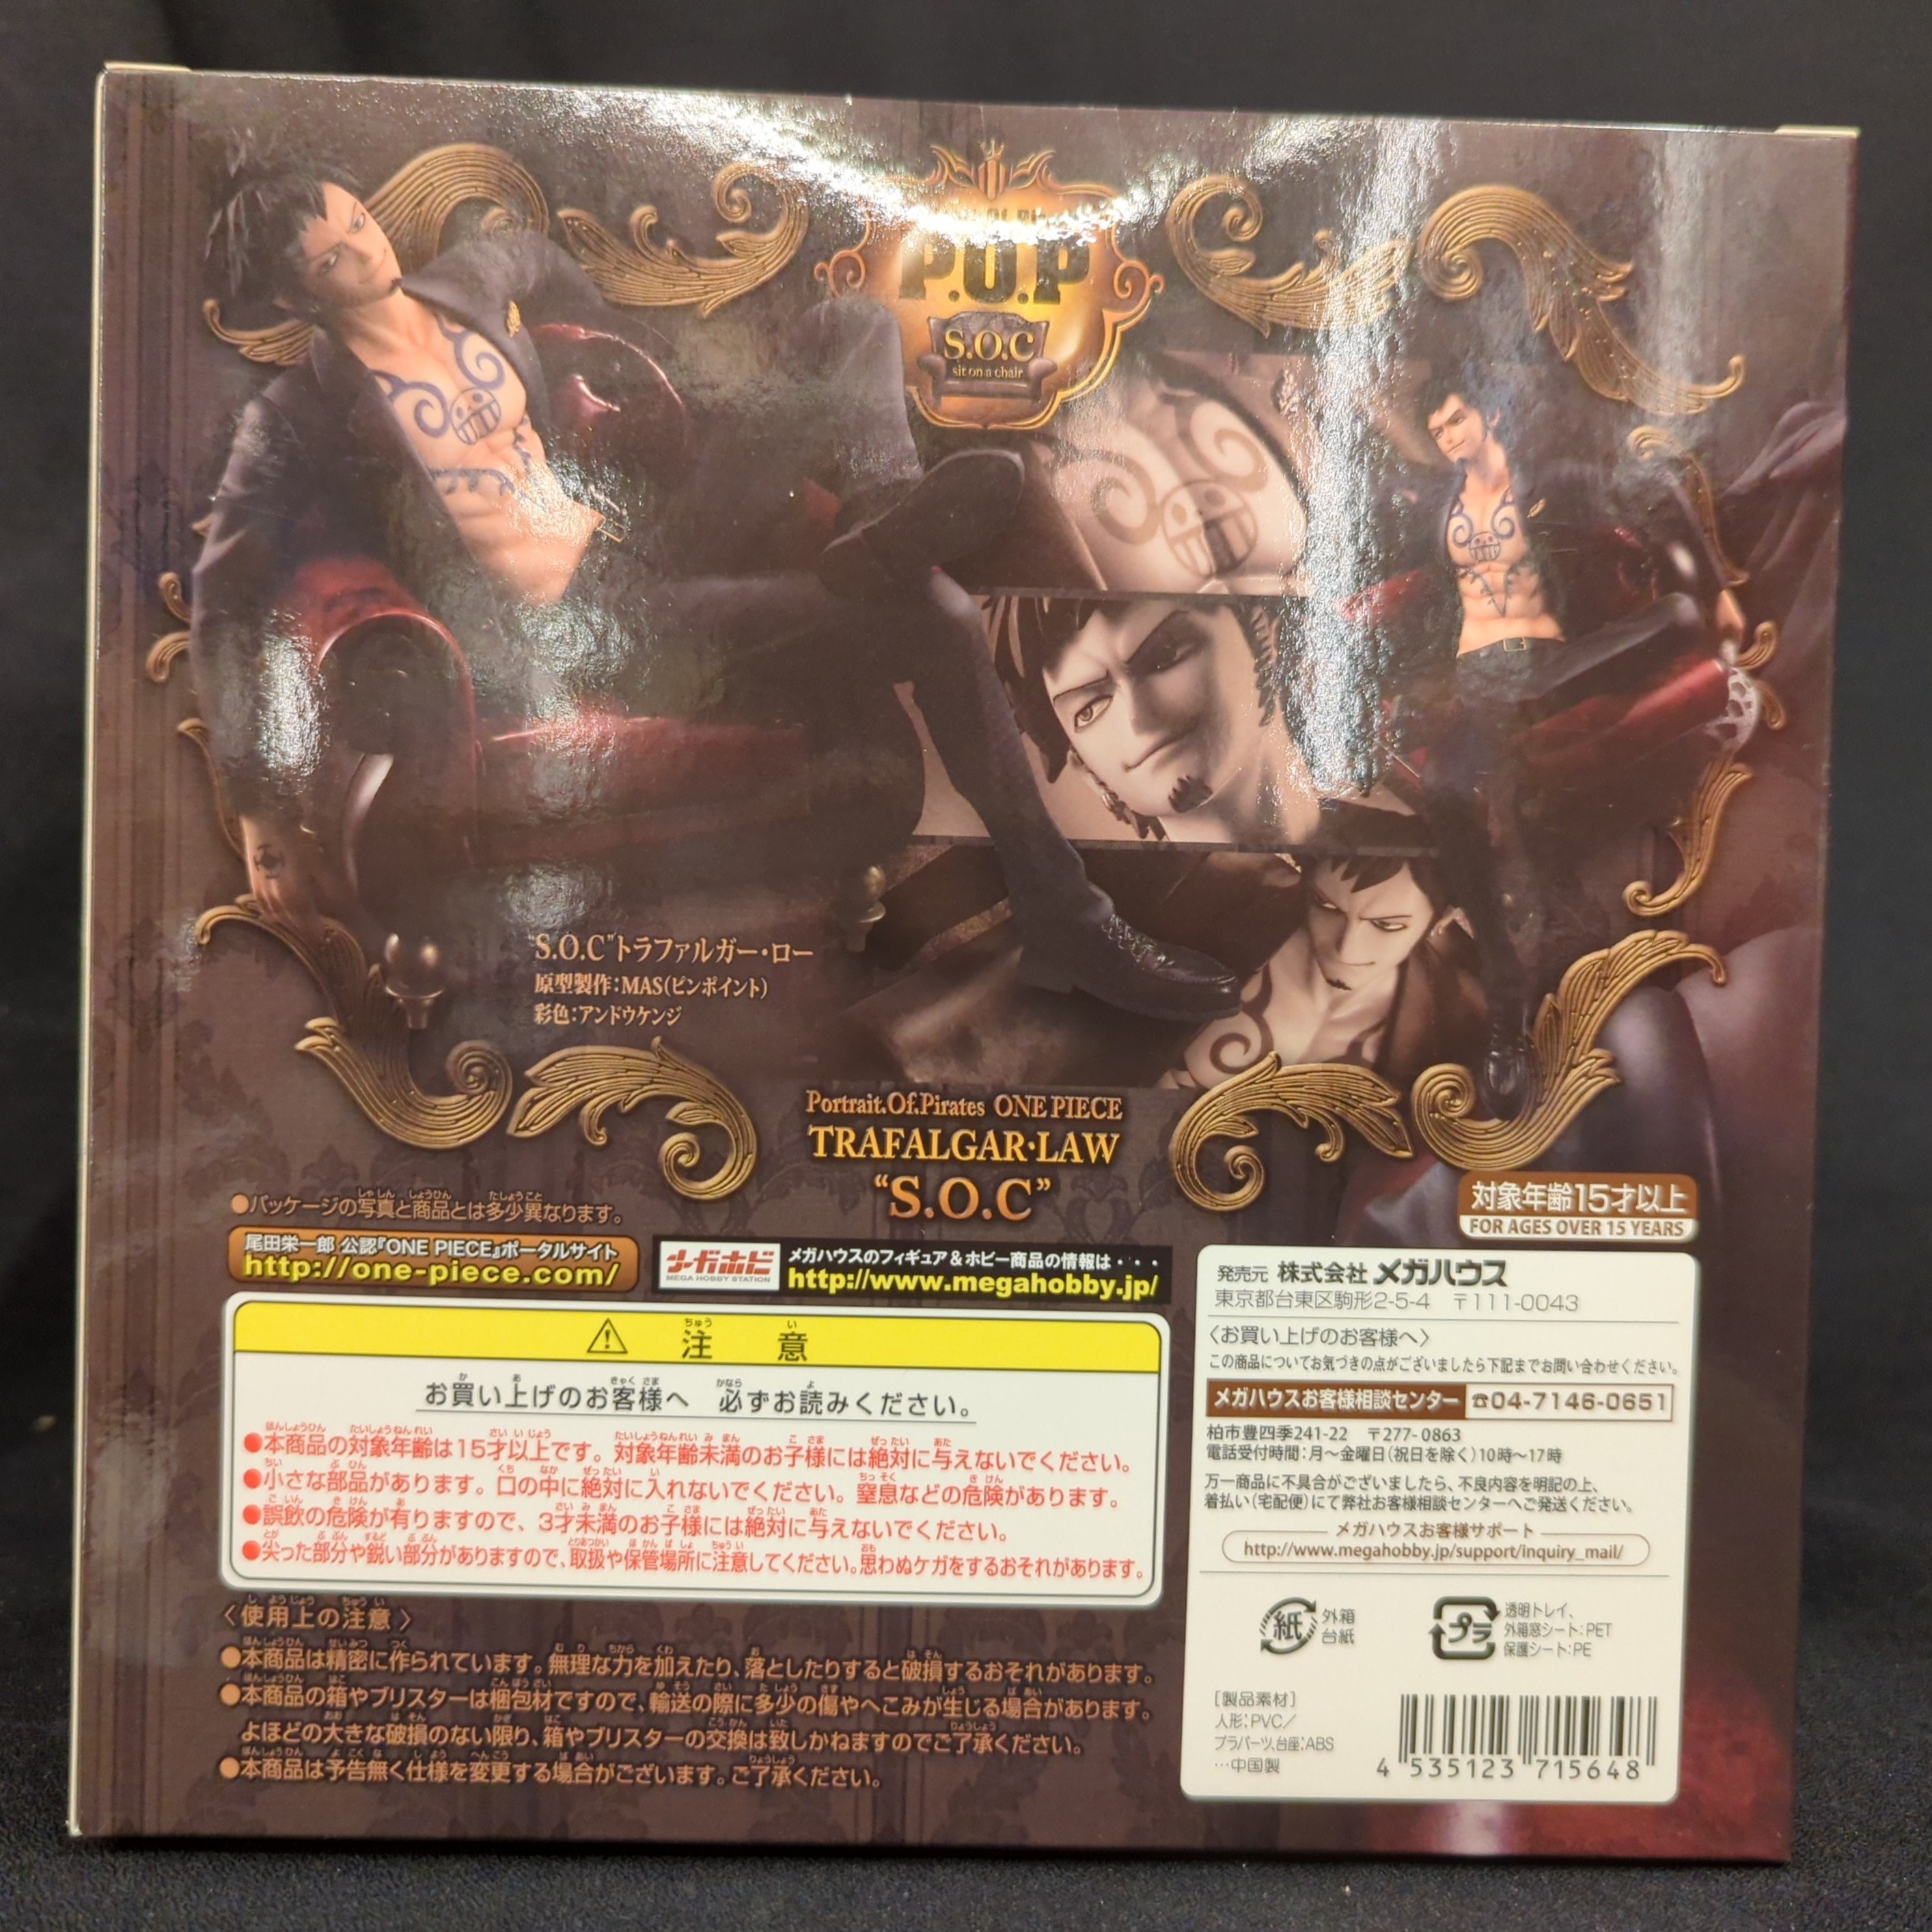 P.O.P
S.O.C
sit on a chair
"S.O.C"トラファルガー・ロー
原型製作:MAS(ピンポイント)
彩色:アンドウケンジ
Portrait.Of.Pirates ONE PIECE
TRAFALGAR・LAW
"S.O.C"
●パッケージの写真と商品とは多少異なります。
尾田栄一郎 公認『ONE PIECE』ポータルサイト
http://one-piece.com/
メガホビ
MEGA HOBBY STATION
メガハウスのフィギュア&ホビー商品の情報は・・・
http://www.megahobby.jp/
対象年齢15才以上
FOR AGES OVER 15 YEARS
注意
お買い上げのお客様へ 必ずお読みください。
●本商品の対象年齢は15才以上です。対象年齢未満のお子様には絶対に与えないでください。
●小さな部品があります。口の中に絶対に入れないでください。窒息などの危険があります。
●誤飲の危険が有りますので、3才未満のお子様には絶対に与えないでください。
●尖った部分や鋭い部分がありますので、取扱や保管場所に注意してください。思わぬケガをするおそれがあります。
〈使用上の注意〉
●本商品は精密に作られています。無理な力を加えたり、落としたりすると破損するおそれがあります。
●本商品の箱やブリスターは梱包材ですので、輸送の際に多少の傷やへこみが生じる場合があります。
よほどの大きな破損のない限り、箱やブリスターの交換は致しかねますのでご了承ください。
●本商品は予告無く仕様を変更する場合がございます。ご了承ください。
発売元 株式会社 メガハウス
東京都台東区駒形2-5-4 〒111-0043
〈お買い上げのお客様へ〉
この商品についてお気づきの点がございましたら下記までお問い合わせください。
メガハウスお客様相談センター ☎04-7146-0651
柏市豊四季241-22 〒277-0863
電話受付時間:月〜金曜日(祝日を除く)10時〜17時
万一商品に不具合がございましたら、不良内容を明記の上、
着払い(宅配便)にて弊社お客様相談センターへご発送ください。
メガハウスお客様サポート
http://www.megahobby.jp/support/inquiry_mail/
紙 外箱
台紙
プラ 透明トレイ、
外箱窓シート:PET
保護シート:PE
[製品素材]
人形:PVC/
プラパーツ,台座:ABS
…中国製
4 535123 715648